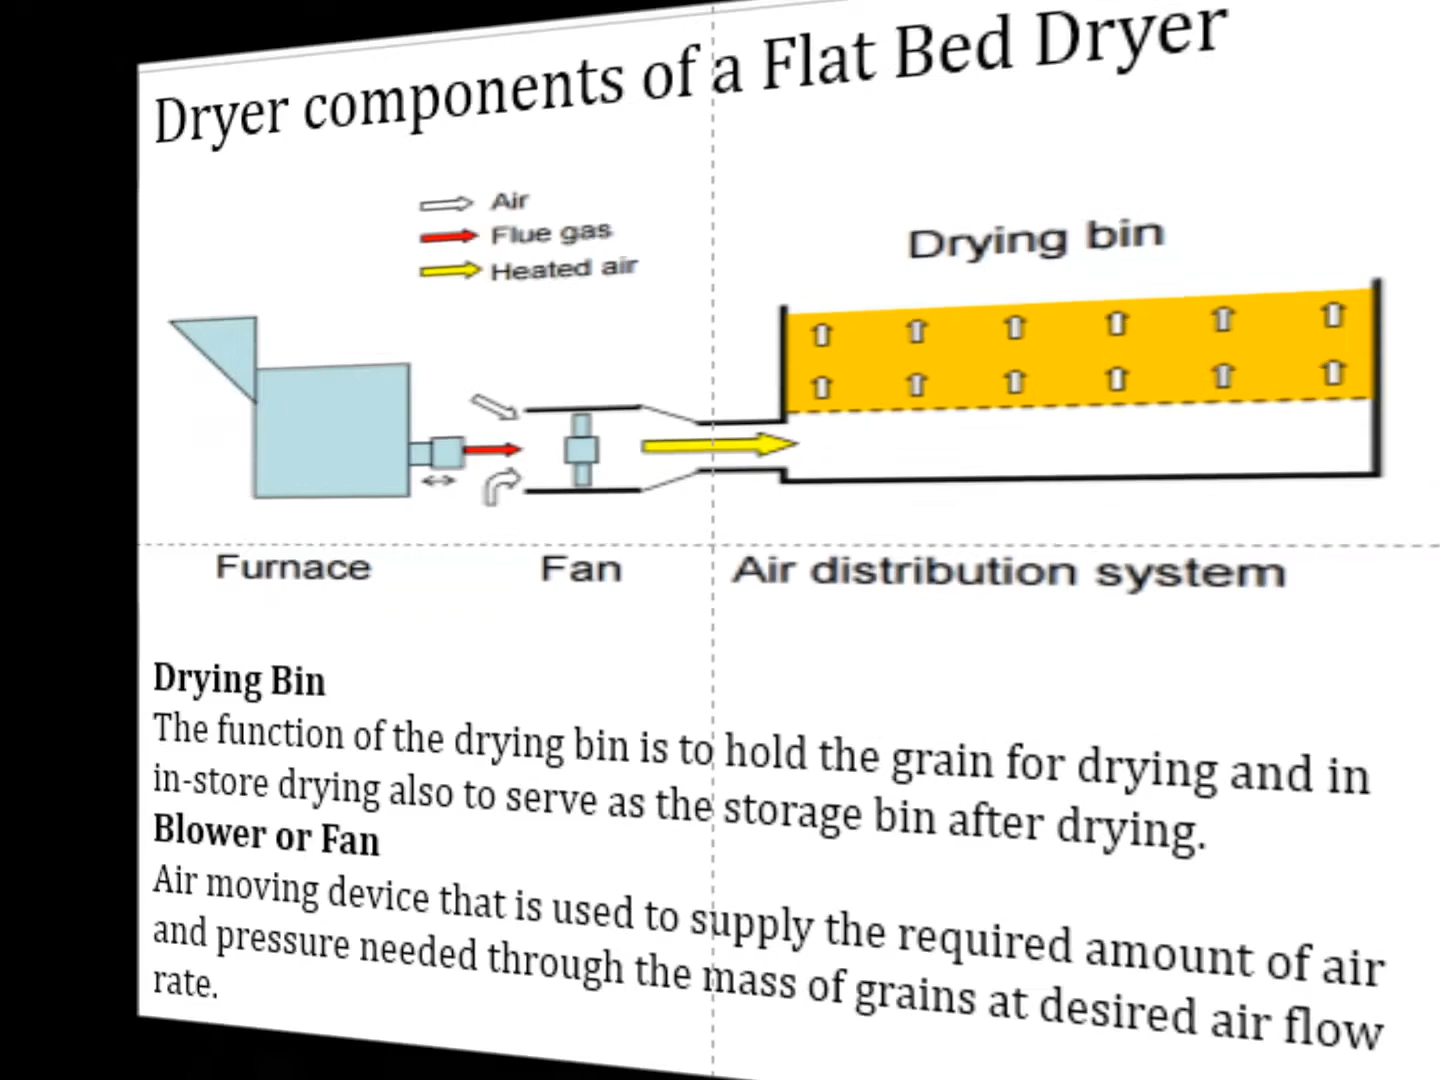 Dryer components of a Flat Bed Dryer
Air
Flue gas
Heated air
Drying bin
Furnace
Fan
Air distribution system
Drying Bin
The function of the drying bin is to hold the grain for drying and in
in-store drying also to serve as the storage bin after drying.
Blower or Fan
Air moving device that is used to supply the required amount of air
and pressure needed through the mass of grains at desired air flow
rate.